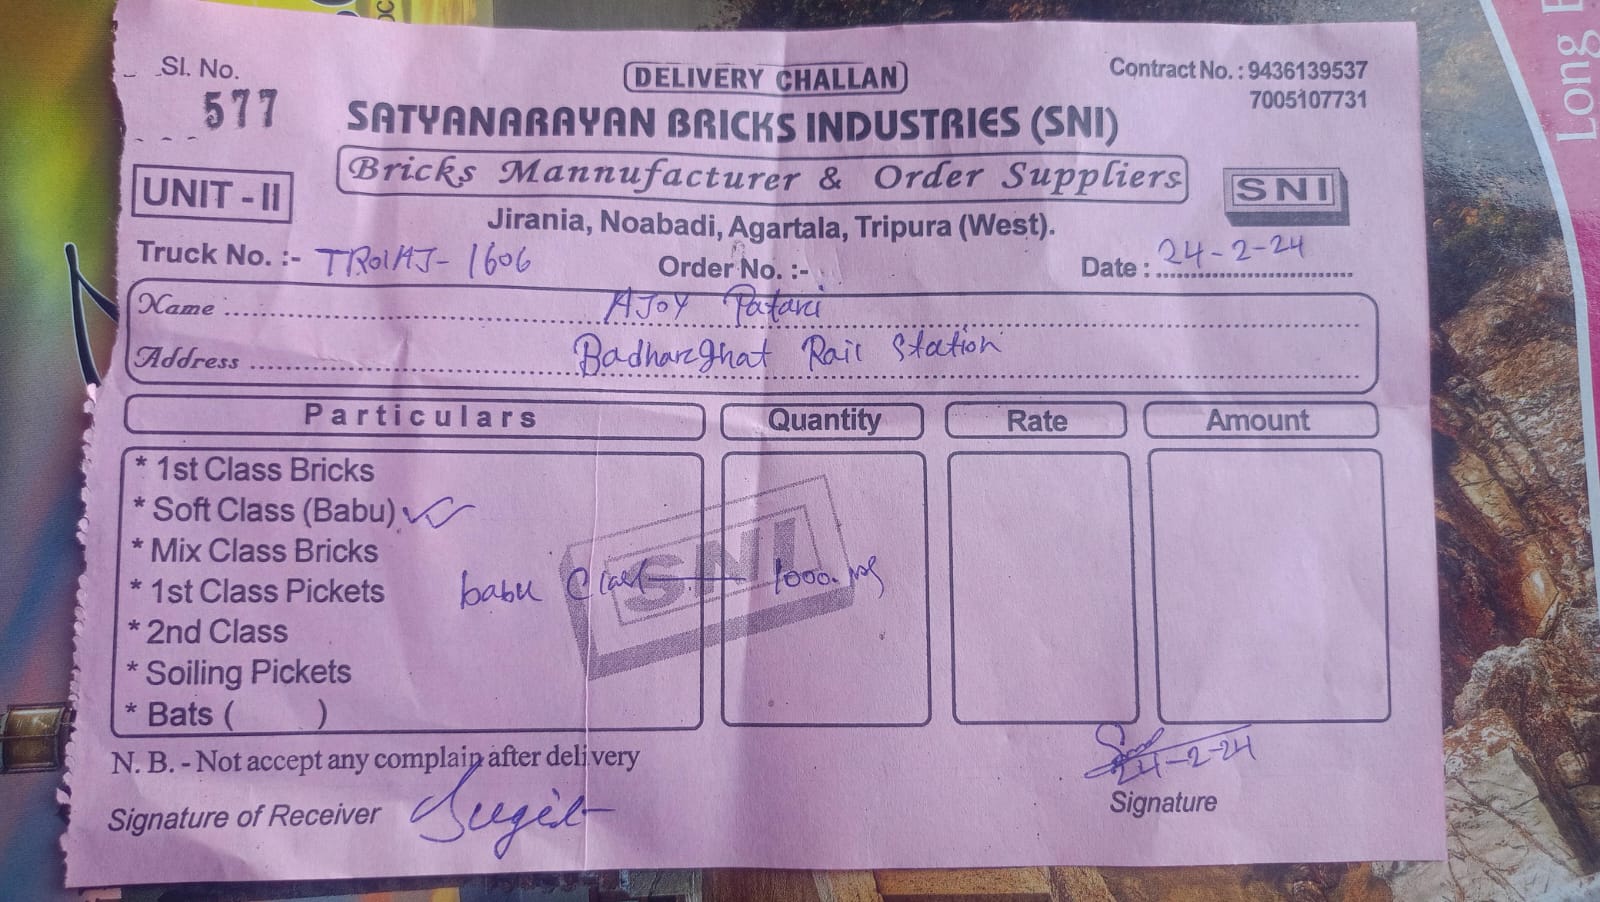 Sl. No.
577
DELIVERY CHALLAN
Contract No. : 9436139537
7005107731
SATYANARAYAN BRICKS INDUSTRIES (SNI)
Bricks Mannufacturer & Order Suppliers
UNIT - II
SNI
Jirania, Noabadi, Agartala, Tripura (West).
Truck No. :- TR01AJ- 1606 Order No. :- Date : 24-2-24
Name AJOY
Address Badharghat Rail Station
Particulars Quantity Rate Amount
* 1st Class Bricks
* Soft Class (Babu)
* Mix Class Bricks
* 1st Class Pickets babu Class 1000
* 2nd Class
* Soiling Pickets
* Bats ( )
SNI
N. B. - Not accept any complain after delivery
24-2-24
Signature of Receiver Signature
Long